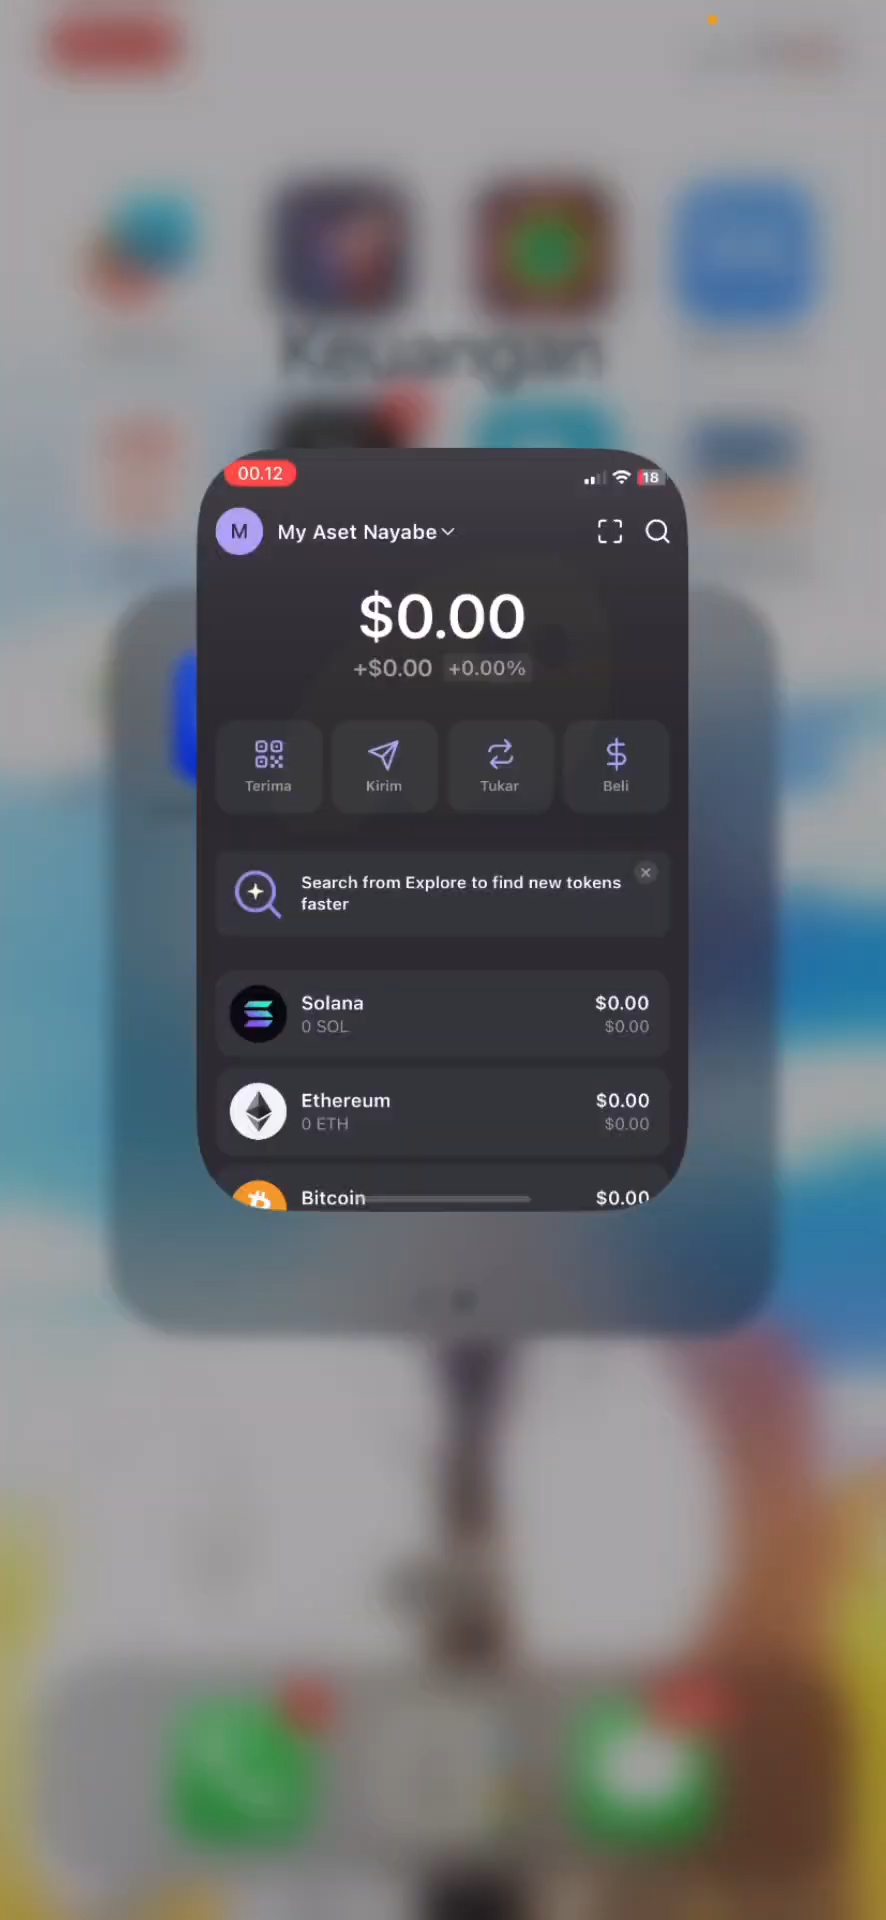 Keuangan
00.12
18
M
My Aset Nayabe
$0.00
+$0.00 +0.00%
Terima
Kirim
Tukar
Beli
Search from Explore to find new tokens
faster
Solana
$0.00
0 SOL
$0.00
Ethereum
$0.00
0 ETH
$0.00
Bitcoin
$0.00